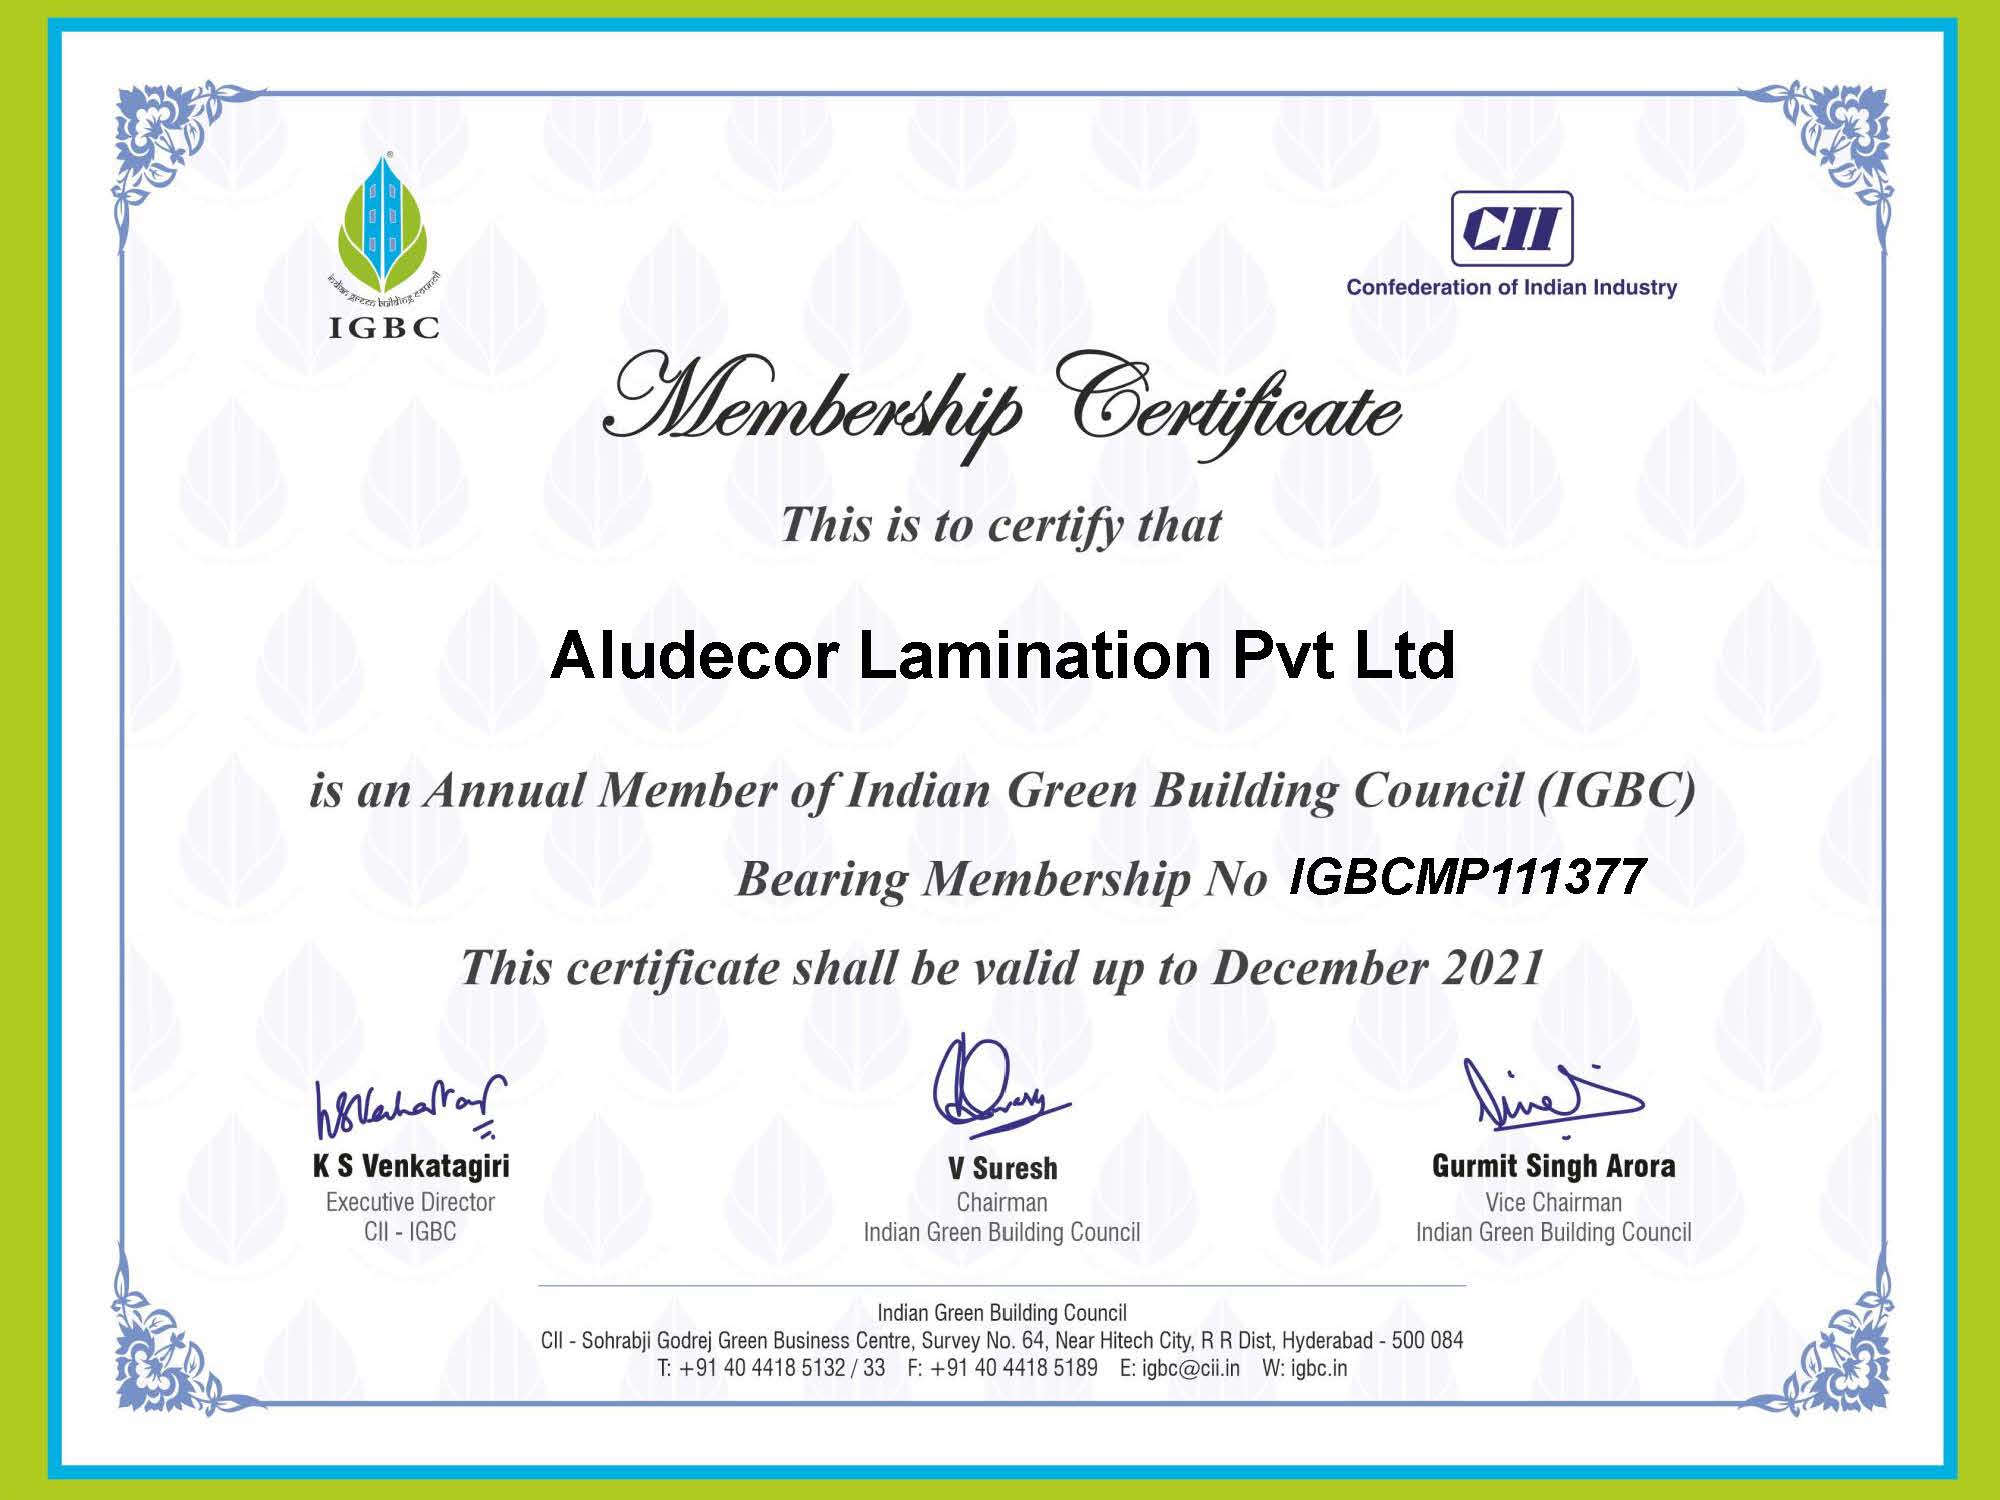 indian green building council
IGBC
CII
Confederation of Indian Industry
Membership Certificate
This is to certify that
Aludecor Lamination Pvt Ltd
is an Annual Member of Indian Green Building Council (IGBC)
Bearing Membership No IGBCMP111377
This certificate shall be valid up to December 2021
K S Venkatagiri
Executive Director
CII - IGBC
V Suresh
Chairman
Indian Green Building Council
Gurmit Singh Arora
Vice Chairman
Indian Green Building Council
Indian Green Building Council
CII - Sohrabji Godrej Green Business Centre, Survey No. 64, Near Hitech City, R R Dist, Hyderabad - 500 084
T: +91 40 4418 5132 / 33 F: +91 40 4418 5189 E: igbc@cii.in W: igbc.in